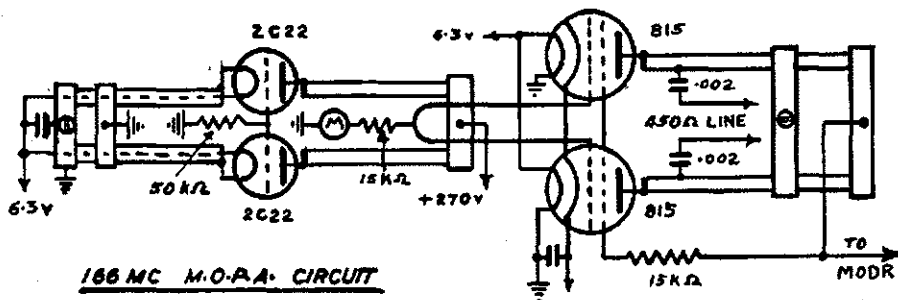 2C22
6.3v
815
.002
450Ω LINE
M
50KΩ
15KΩ
.002
+270v
6.3v
2C22
815
15KΩ
TO
MODR
166 MC M.O.P.A. CIRCUIT